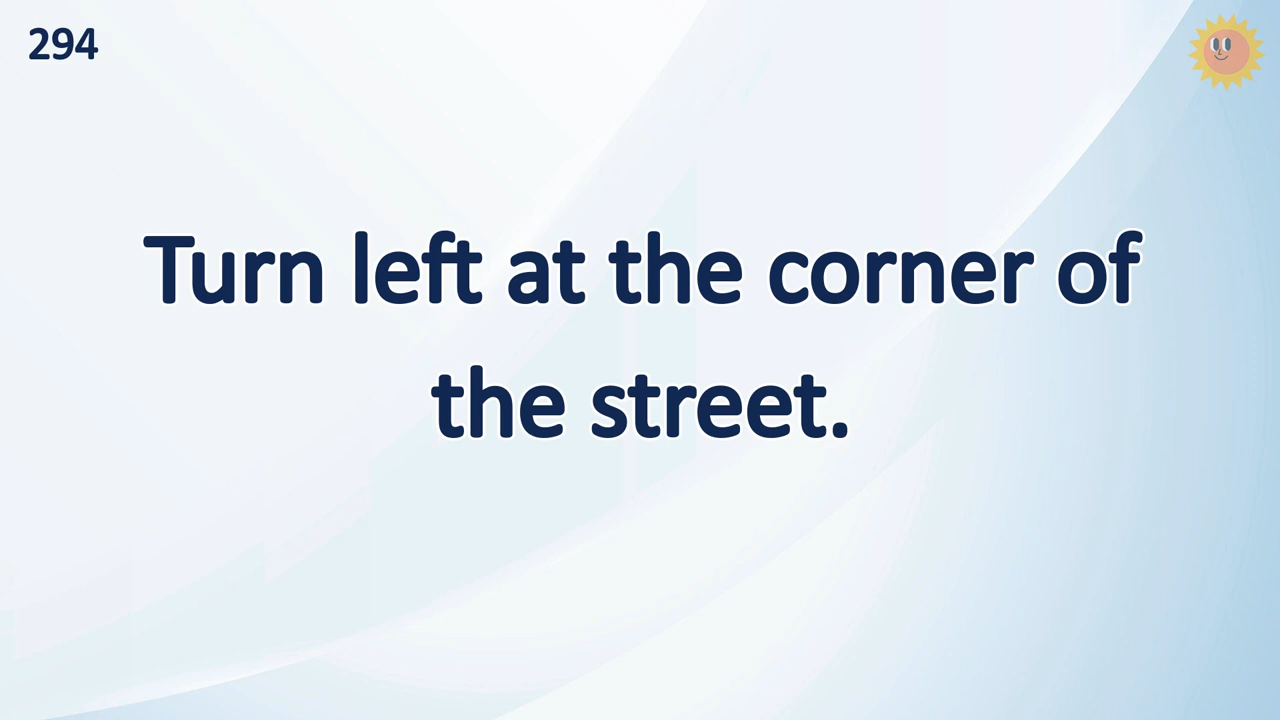 294
Turn left at the corner of
the street.